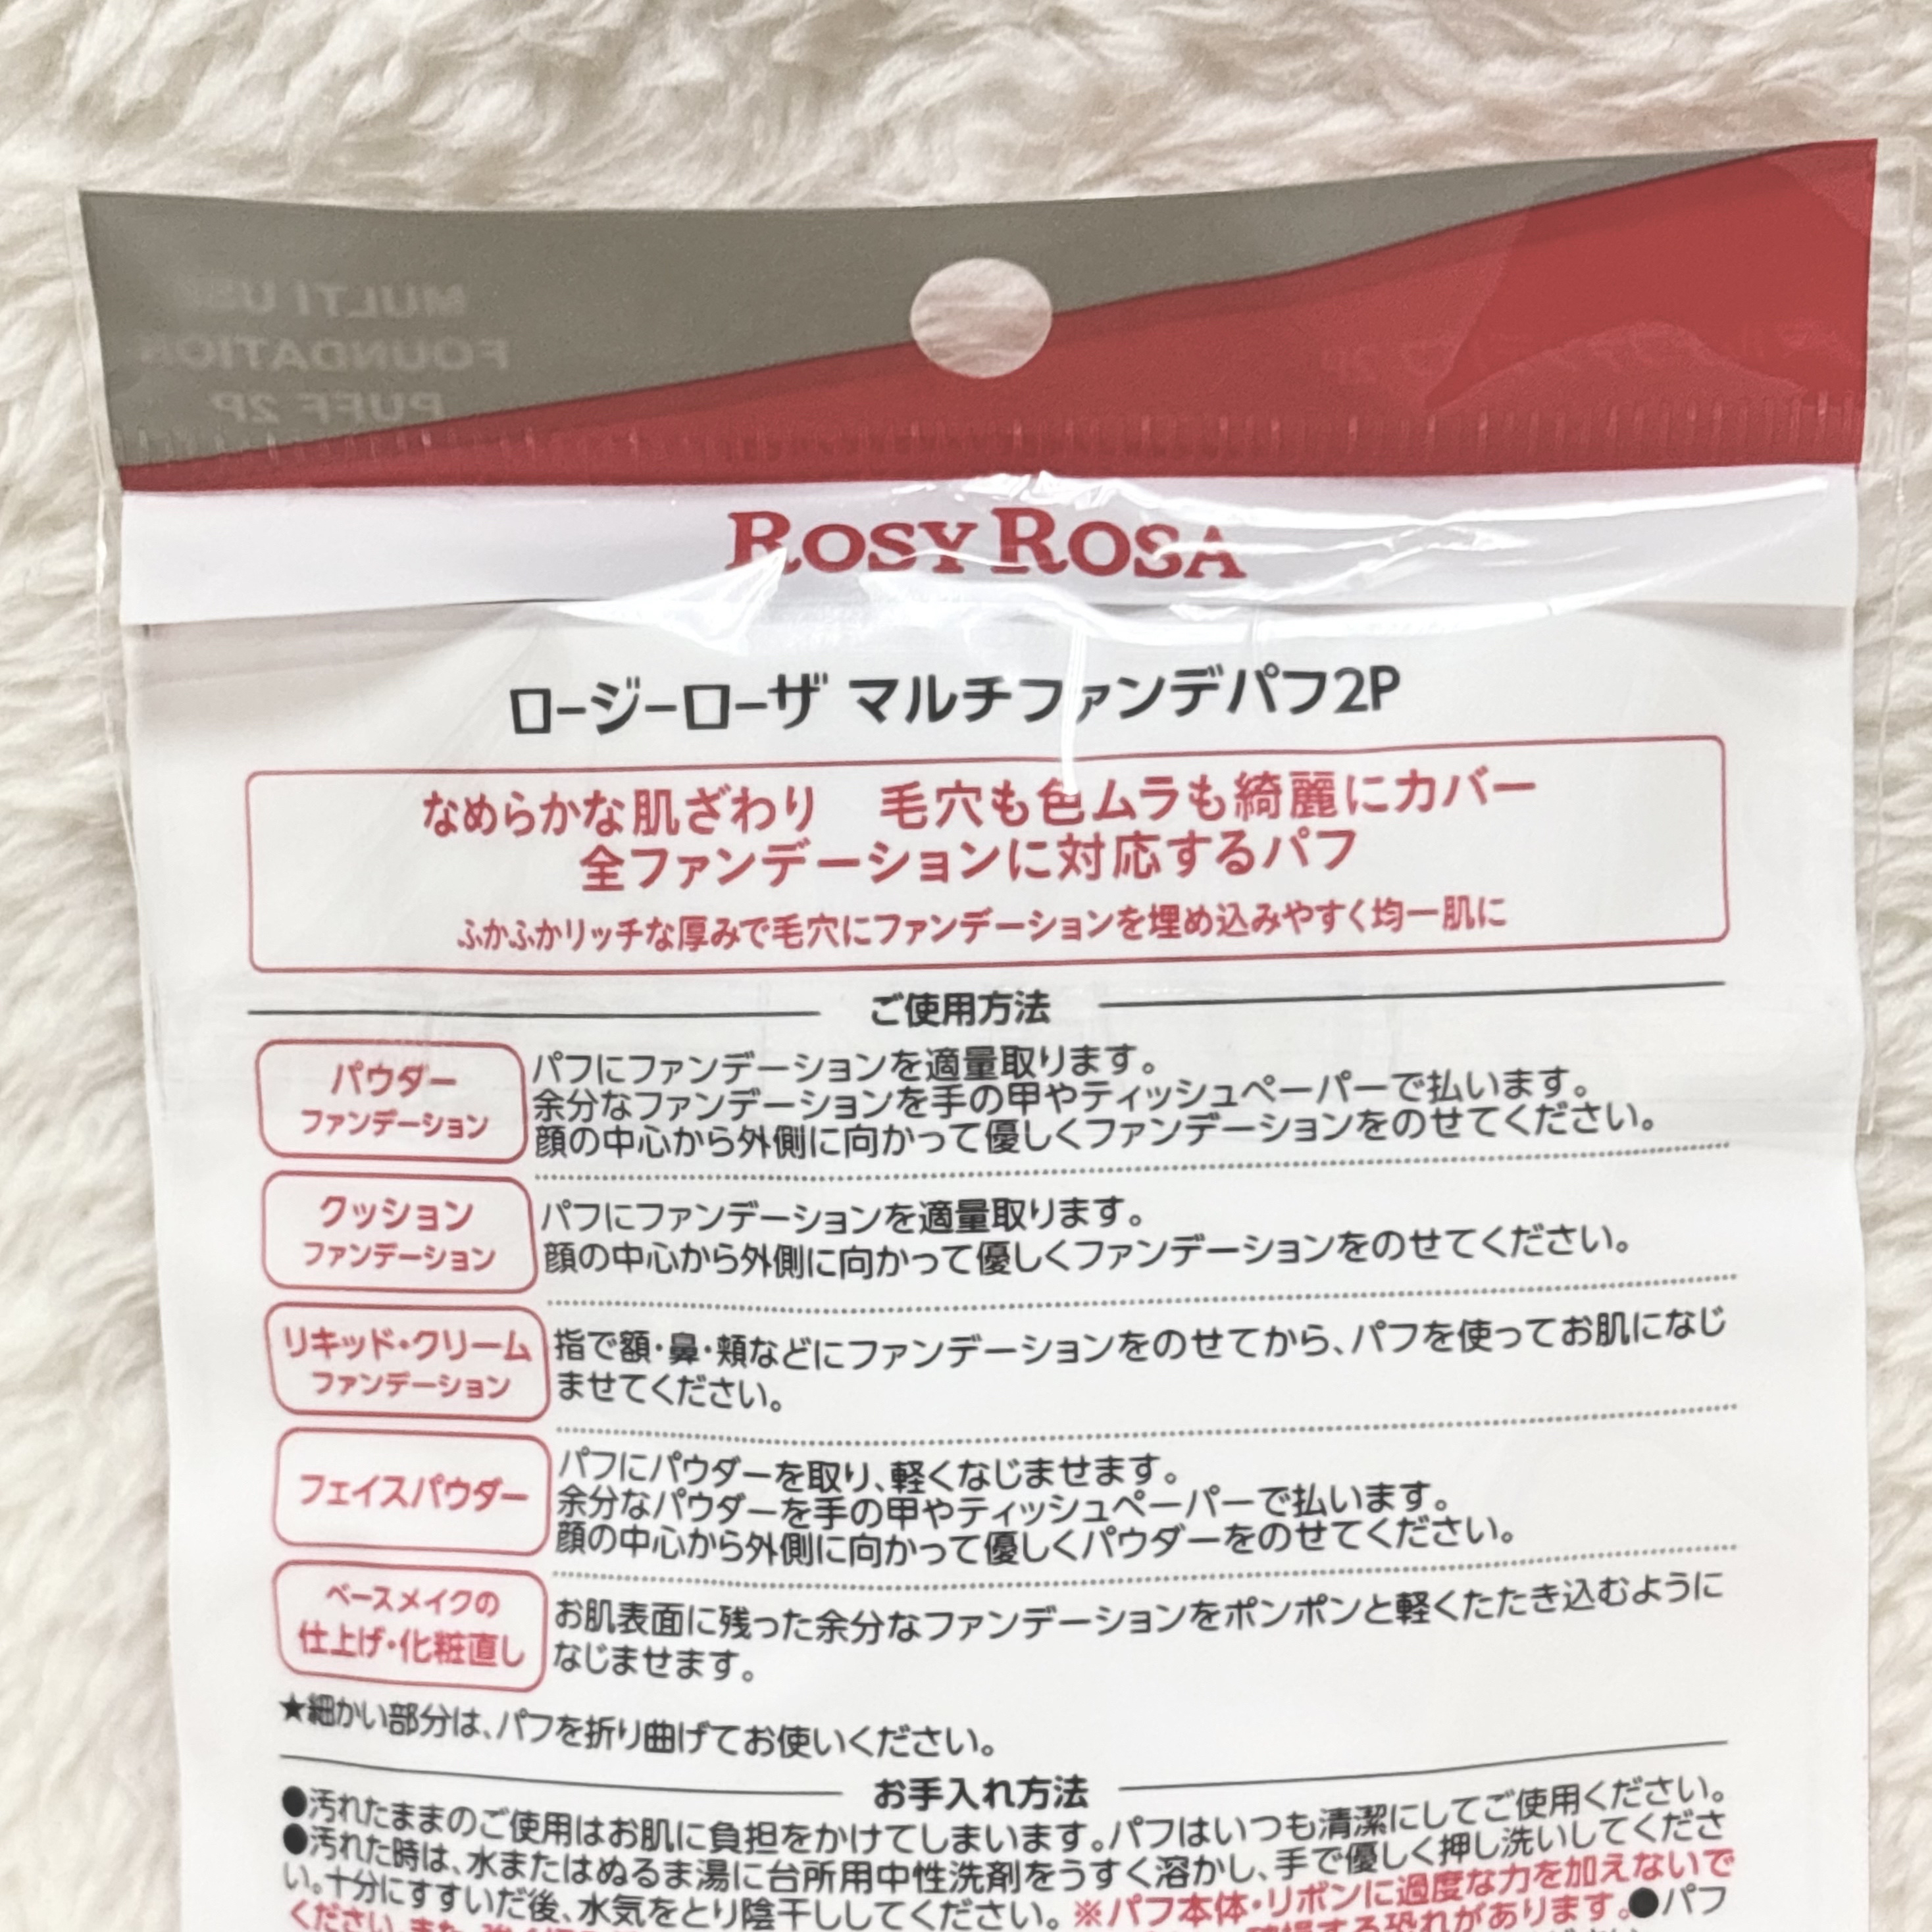 MULTI US
FOUNDATIO
PUFF 2P
ROSY ROSA
ロージーローザ マルチファンデパフ2P
なめらかな肌ざわり　毛穴も色ムラも綺麗にカバー
全ファンデーションに対応するパフ
ふかふかリッチな厚みで毛穴にファンデーションを埋め込みやすく均一肌に
ご使用方法
パウダー
ファンデーション
パフにファンデーションを適量取ります。
余分なファンデーションを手の甲やティッシュペーパーで払います。
顔の中心から外側に向かって優しくファンデーションをのせてください。
クッション
ファンデーション
パフにファンデーションを適量取ります。
顔の中心から外側に向かって優しくファンデーションをのせてください。
リキッド・クリーム
ファンデーション
指で額・鼻・頬などにファンデーションをのせてから、パフを使ってお肌になじ
ませてください。
フェイスパウダー
パフにパウダーを取り、軽くなじませます。
余分なパウダーを手の甲やティッシュペーパーで払います。
顔の中心から外側に向かって優しくパウダーをのせてください。
ベースメイクの
仕上げ・化粧直し
お肌表面に残った余分なファンデーションをポンポンと軽くたたき込むように
なじませます。
★細かい部分は、パフを折り曲げてお使いください。
お手入れ方法
●汚れたままのご使用はお肌に負担をかけてしまいます。パフはいつも清潔にしてご使用ください。
●汚れた時は、水またはぬるま湯に台所用中性洗剤をうすく溶かし、手で優しく押し洗いしてくださ
い。十分にすすいだ後、水気をとり陰干ししてください。※パフ本体・リボンに過度な力を加えないで
ください。また、
する恐れがあります。●パフ